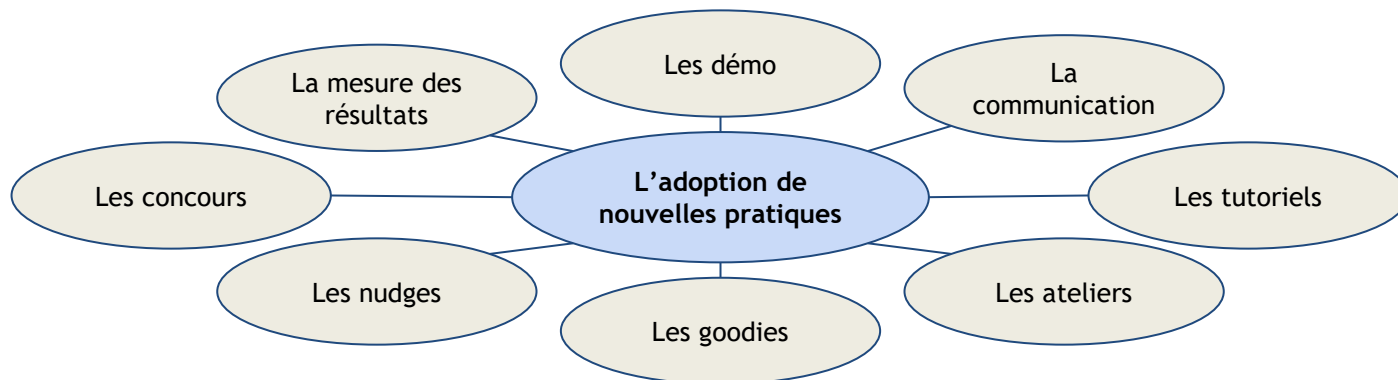 Les démo
La
communication
La mesure des
résultats
L’adoption de
nouvelles pratiques
Les concours
Les tutoriels
Les nudges
Les ateliers
Les goodies